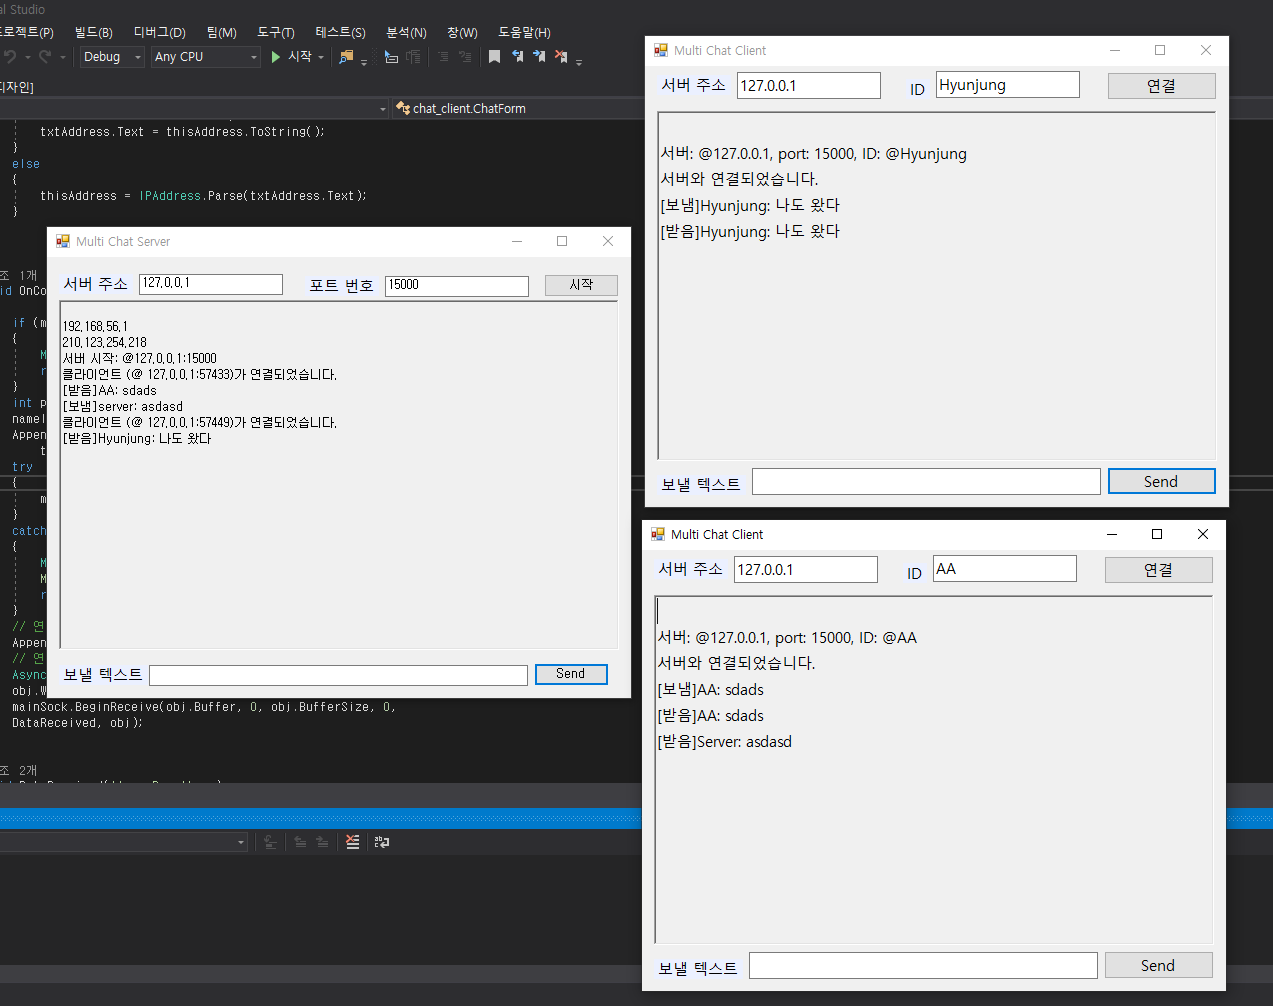 al Studio
로젝트(P) 빌드(B) 디버그(D) 팀(M) 도구(T) 테스트(S) 분석(N) 창(W) 도움말(H)
Debug Any CPU 시작
디자인]
chat_client.ChatForm
txtAddress.Text = thisAddress.ToString();
}
else
{
thisAddress = IPAddress.Parse(txtAddress.Text);
}
조 1개
id OnCo
if (m
{
M
r
}
int p
nameI
Appen
t
try
{
m
}
catch
{
M
M
r
}
// 연
Appen
// 연
Async
obj.W
mainSock.BeginReceive(obj.Buffer, 0, obj.BufferSize, 0,
DataReceived, obj);
조 2개
Multi Chat Server
서버 주소 127.0.0.1 포트 번호 15000 시작
192.168.56.1
210.123.254.218
서버 시작: @127.0.0.1:15000
클라이언트 (@ 127.0.0.1:57433)가 연결되었습니다.
[받음]AA: sdads
[보냄]server: asdasd
클라이언트 (@ 127.0.0.1:57449)가 연결되었습니다.
[받음]Hyunjung: 나도 왔다
보낼 텍스트 Send
Multi Chat Client
서버 주소 127.0.0.1 ID Hyunjung 연결
서버: @127.0.0.1, port: 15000, ID: @Hyunjung
서버와 연결되었습니다.
[보냄]Hyunjung: 나도 왔다
[받음]Hyunjung: 나도 왔다
보낼 텍스트 Send
Multi Chat Client
서버 주소 127.0.0.1 ID AA 연결
서버: @127.0.0.1, port: 15000, ID: @AA
서버와 연결되었습니다.
[보냄]AA: sdads
[받음]AA: sdads
[받음]Server: asdasd
보낼 텍스트 Send